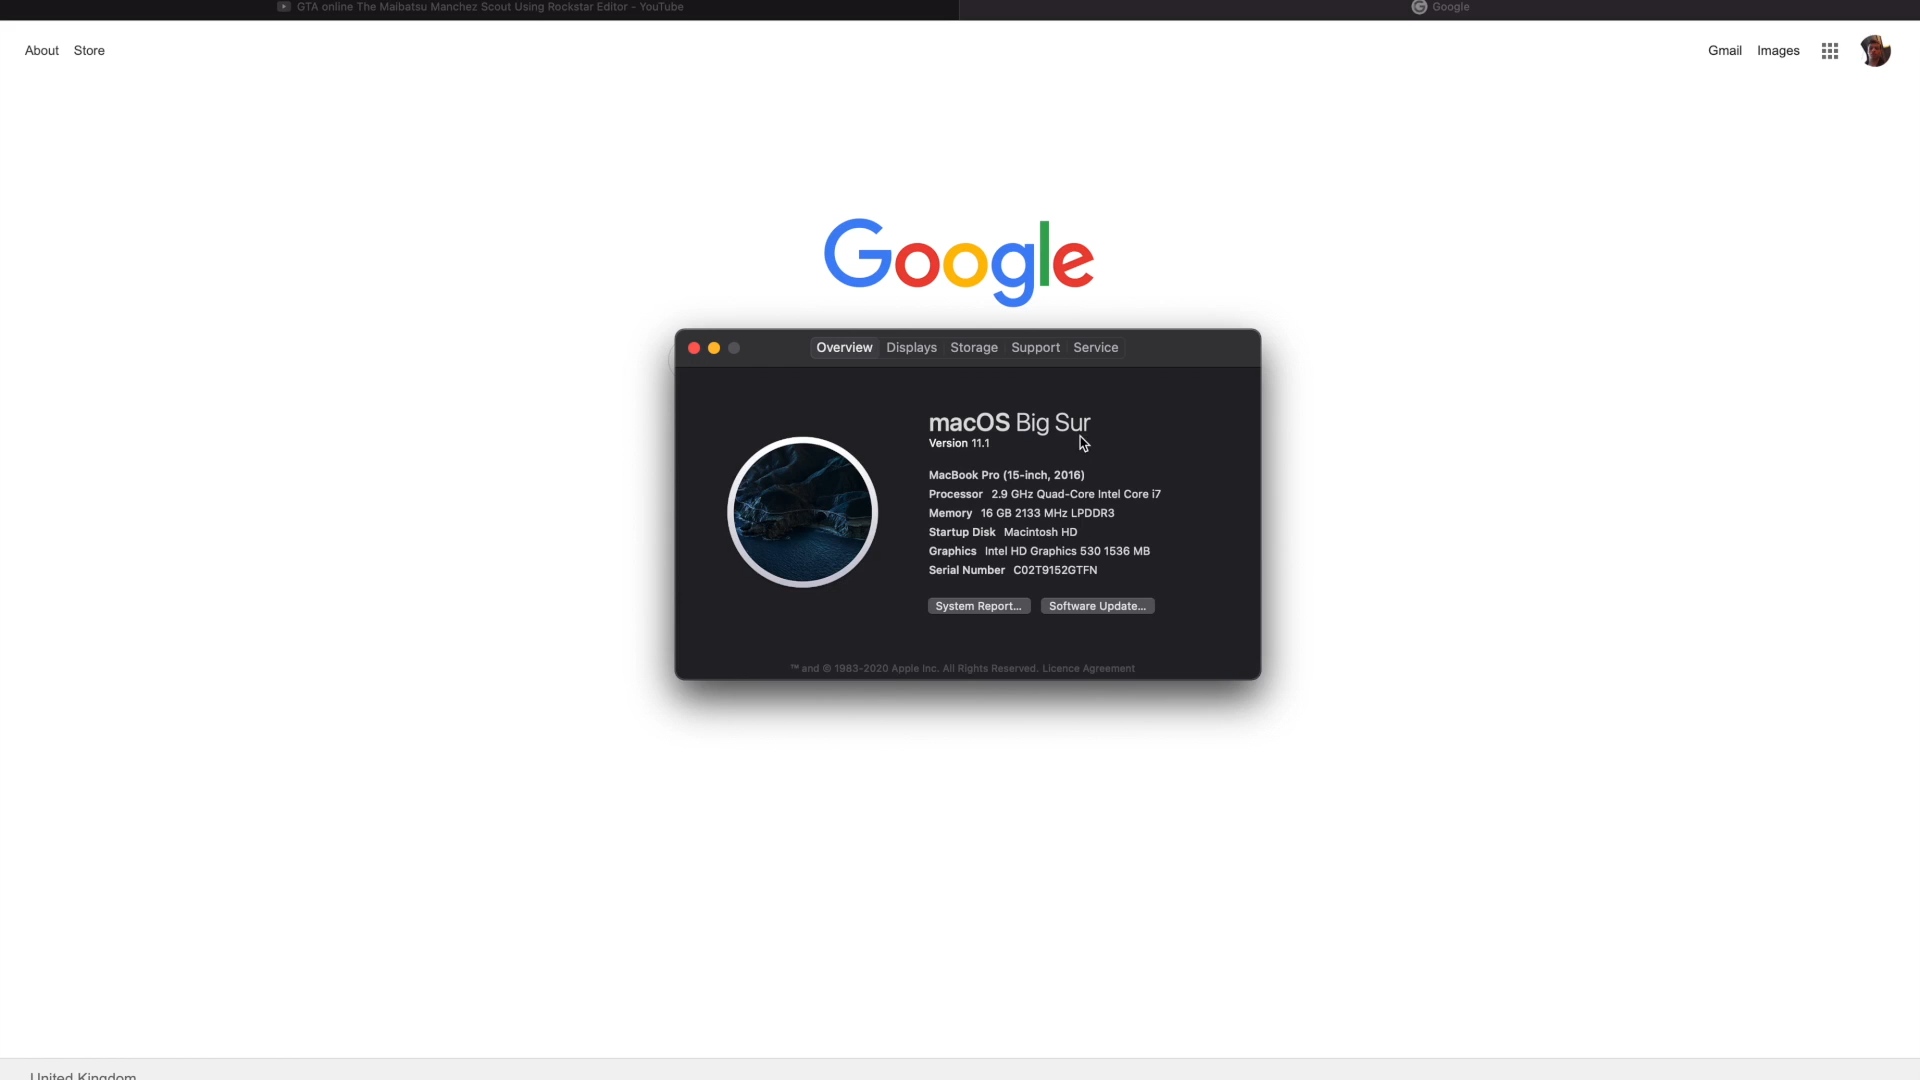 GTA online The Maibatsu Manchez Scout Using Rockstar Editor - YouTube
Google
About Store
Gmail Images
Google
Overview Displays Storage Support Service
macOS Big Sur
Version 11.1
MacBook Pro (15-inch, 2016)
Processor 2.9 GHz Quad-Core Intel Core i7
Memory 16 GB 2133 MHz LPDDR3
Startup Disk Macintosh HD
Graphics Intel HD Graphics 530 1536 MB
Serial Number C02T9152GTFN
System Report... Software Update...
™ and © 1983-2020 Apple Inc. All Rights Reserved. Licence Agreement
United Kingdom